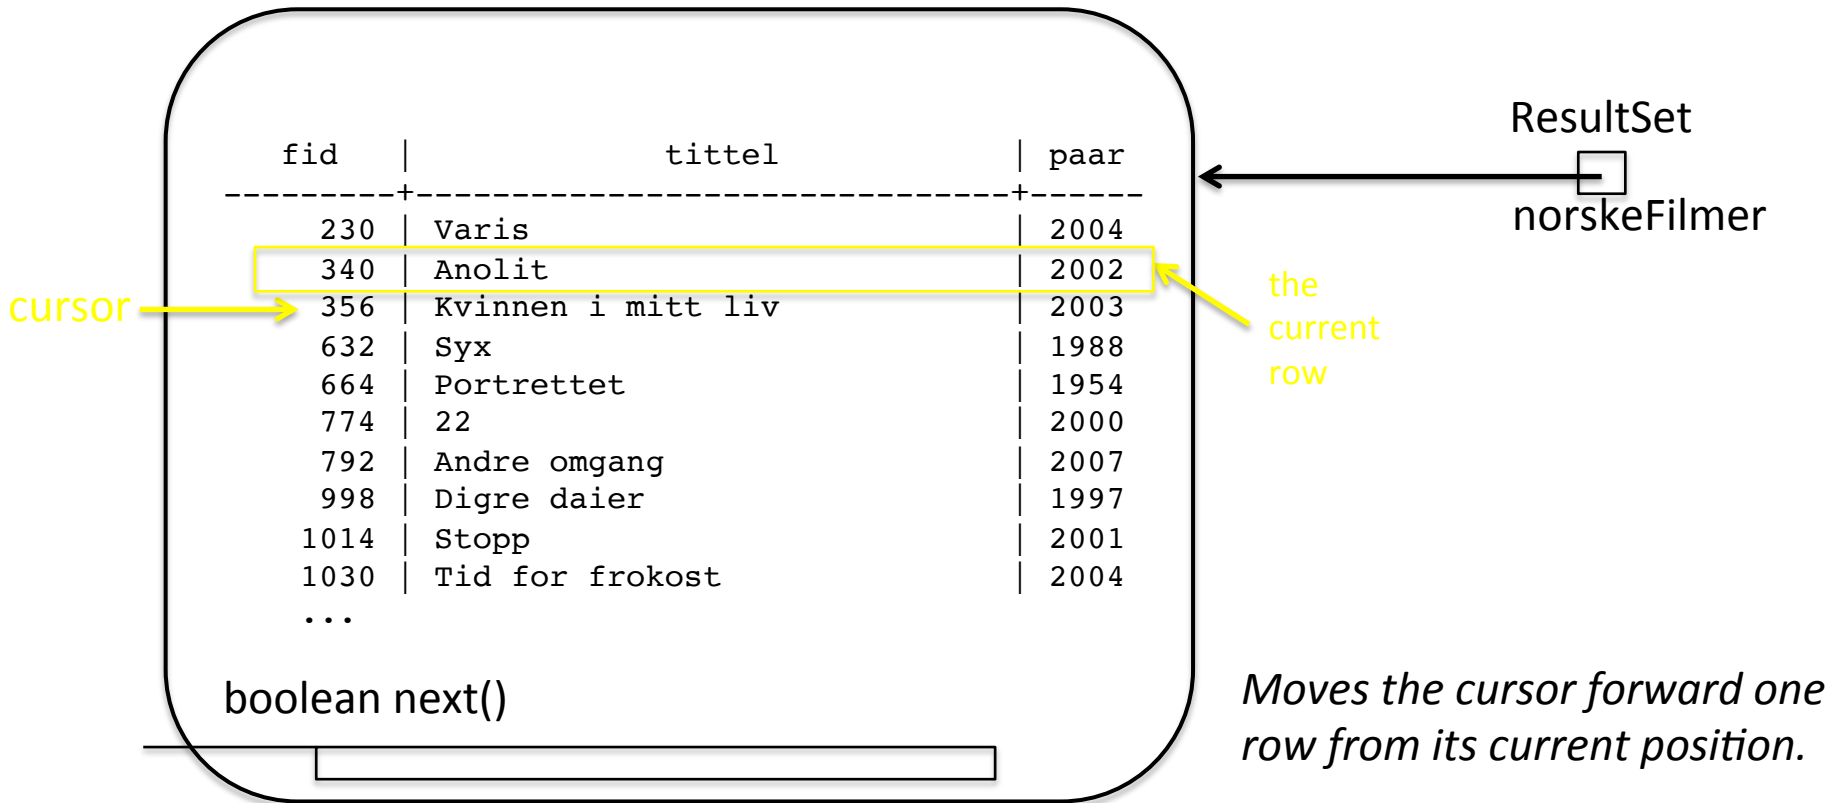 ResultSet
norskeFilmer
fid | tittel | paar
---------+-------------------------------+------
230 | Varis | 2004
340 | Anolit | 2002
356 | Kvinnen i mitt liv | 2003
632 | Syx | 1988
664 | Portrettet | 1954
774 | 22 | 2000
792 | Andre omgang | 2007
998 | Digre daier | 1997
1014 | Stopp | 2001
1030 | Tid for frokost | 2004
...
cursor
the
current
row
boolean next()
Moves the cursor forward one
row from its current position.